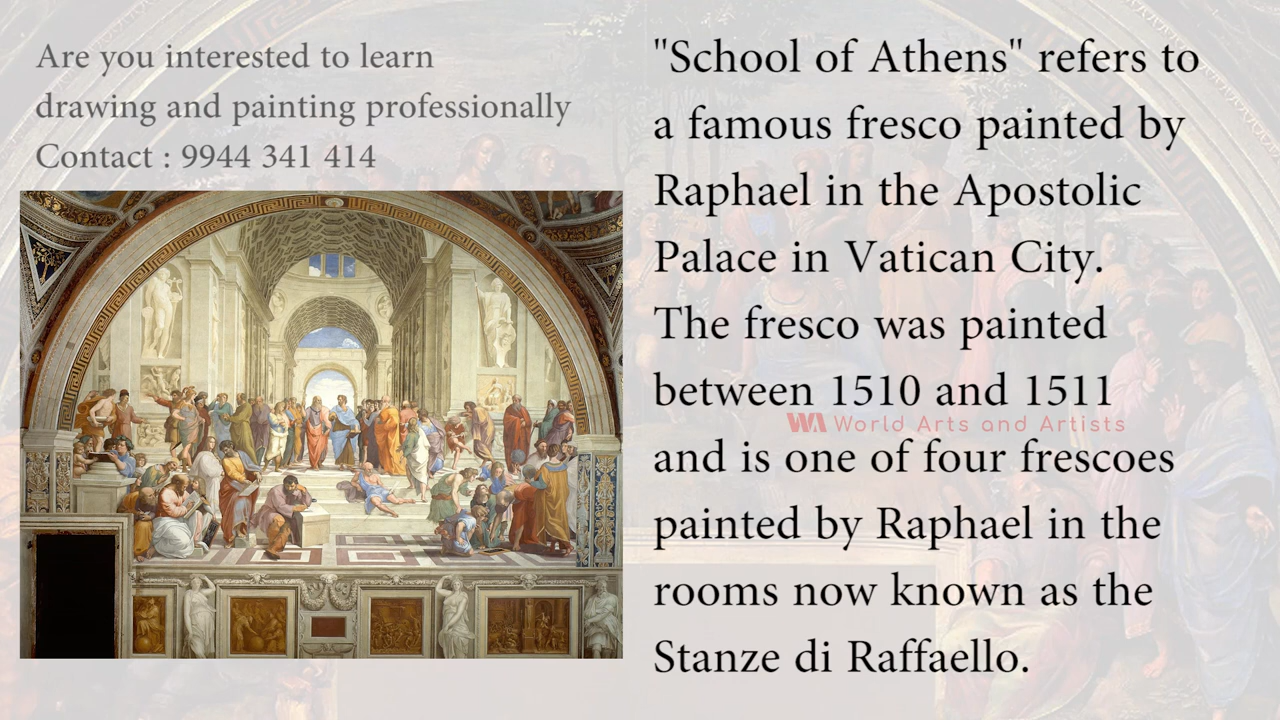 Are you interested to learn
drawing and painting professionally
Contact : 9944 341 414
"School of Athens" refers to
a famous fresco painted by
Raphael in the Apostolic
Palace in Vatican City.
The fresco was painted
between 1510 and 1511
WA World Arts and Artists
and is one of four frescoes
painted by Raphael in the
rooms now known as the
Stanze di Raffaello.